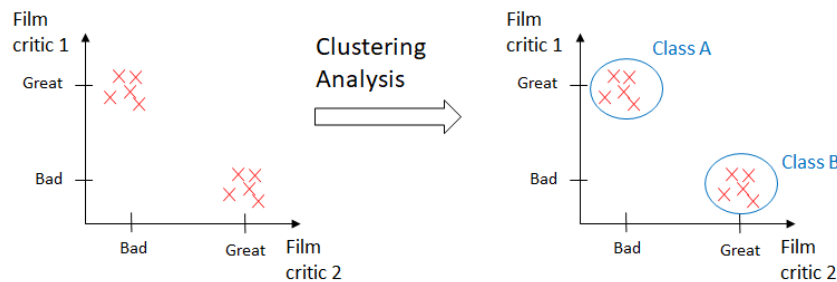 Film
critic 1
Great
Bad
Bad
Great
Film
critic 2
Clustering
Analysis
Film
critic 1
Class A
Great
Class B
Bad
Bad
Great
Film
critic 2